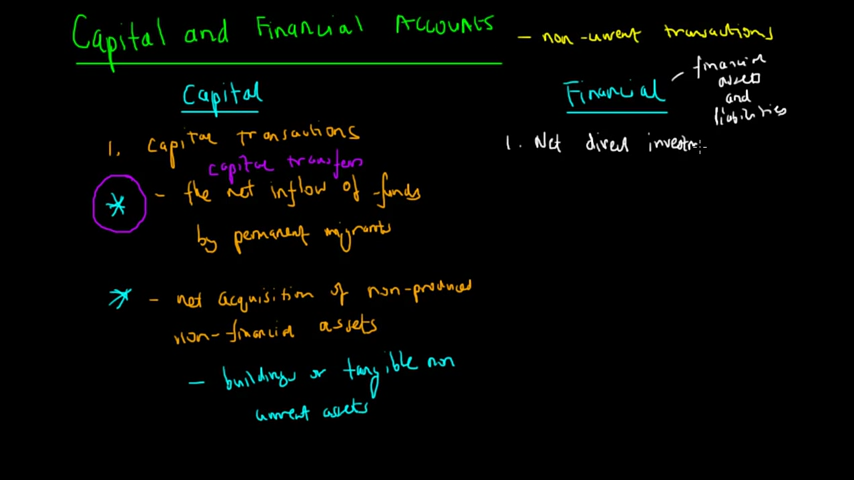 Capital and Financial Accounts
- non-current transactions
Capital
1. Capital transactions
capital transfers
* - the net inflow of funds
by permanent migrants
* - net acquisition of non-produced
non-financial assets
- buildings or tangible non
current assets
Financial
- financial
assets
and
liabilities
1. Net direct investme